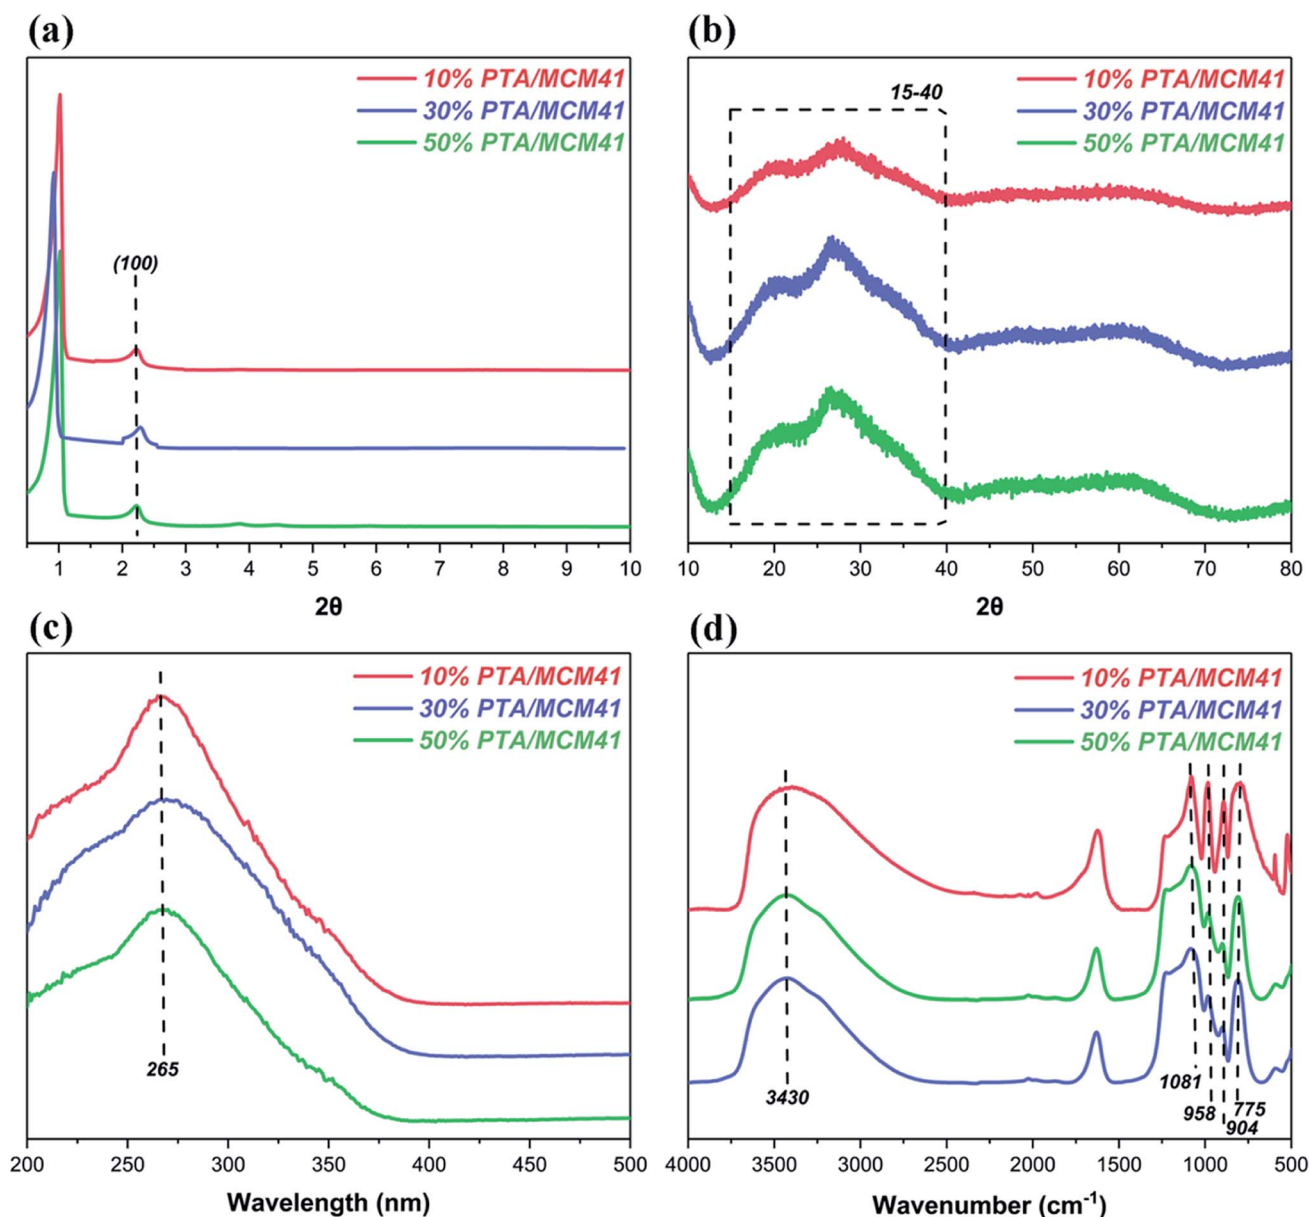 (a)
10% PTA/MCM41
30% PTA/MCM41
50% PTA/MCM41
(100)
1 2 3 4 5 6 7 8 9 10
2θ
(b)
10% PTA/MCM41
30% PTA/MCM41
50% PTA/MCM41
15-40
10 20 30 40 50 60 70 80
2θ
(c)
10% PTA/MCM41
30% PTA/MCM41
50% PTA/MCM41
265
200 250 300 350 400 450 500
Wavelength (nm)
(d)
10% PTA/MCM41
30% PTA/MCM41
50% PTA/MCM41
3430
1081
958
775
904
4000 3500 3000 2500 2000 1500 1000 500
Wavenumber (cm⁻¹)